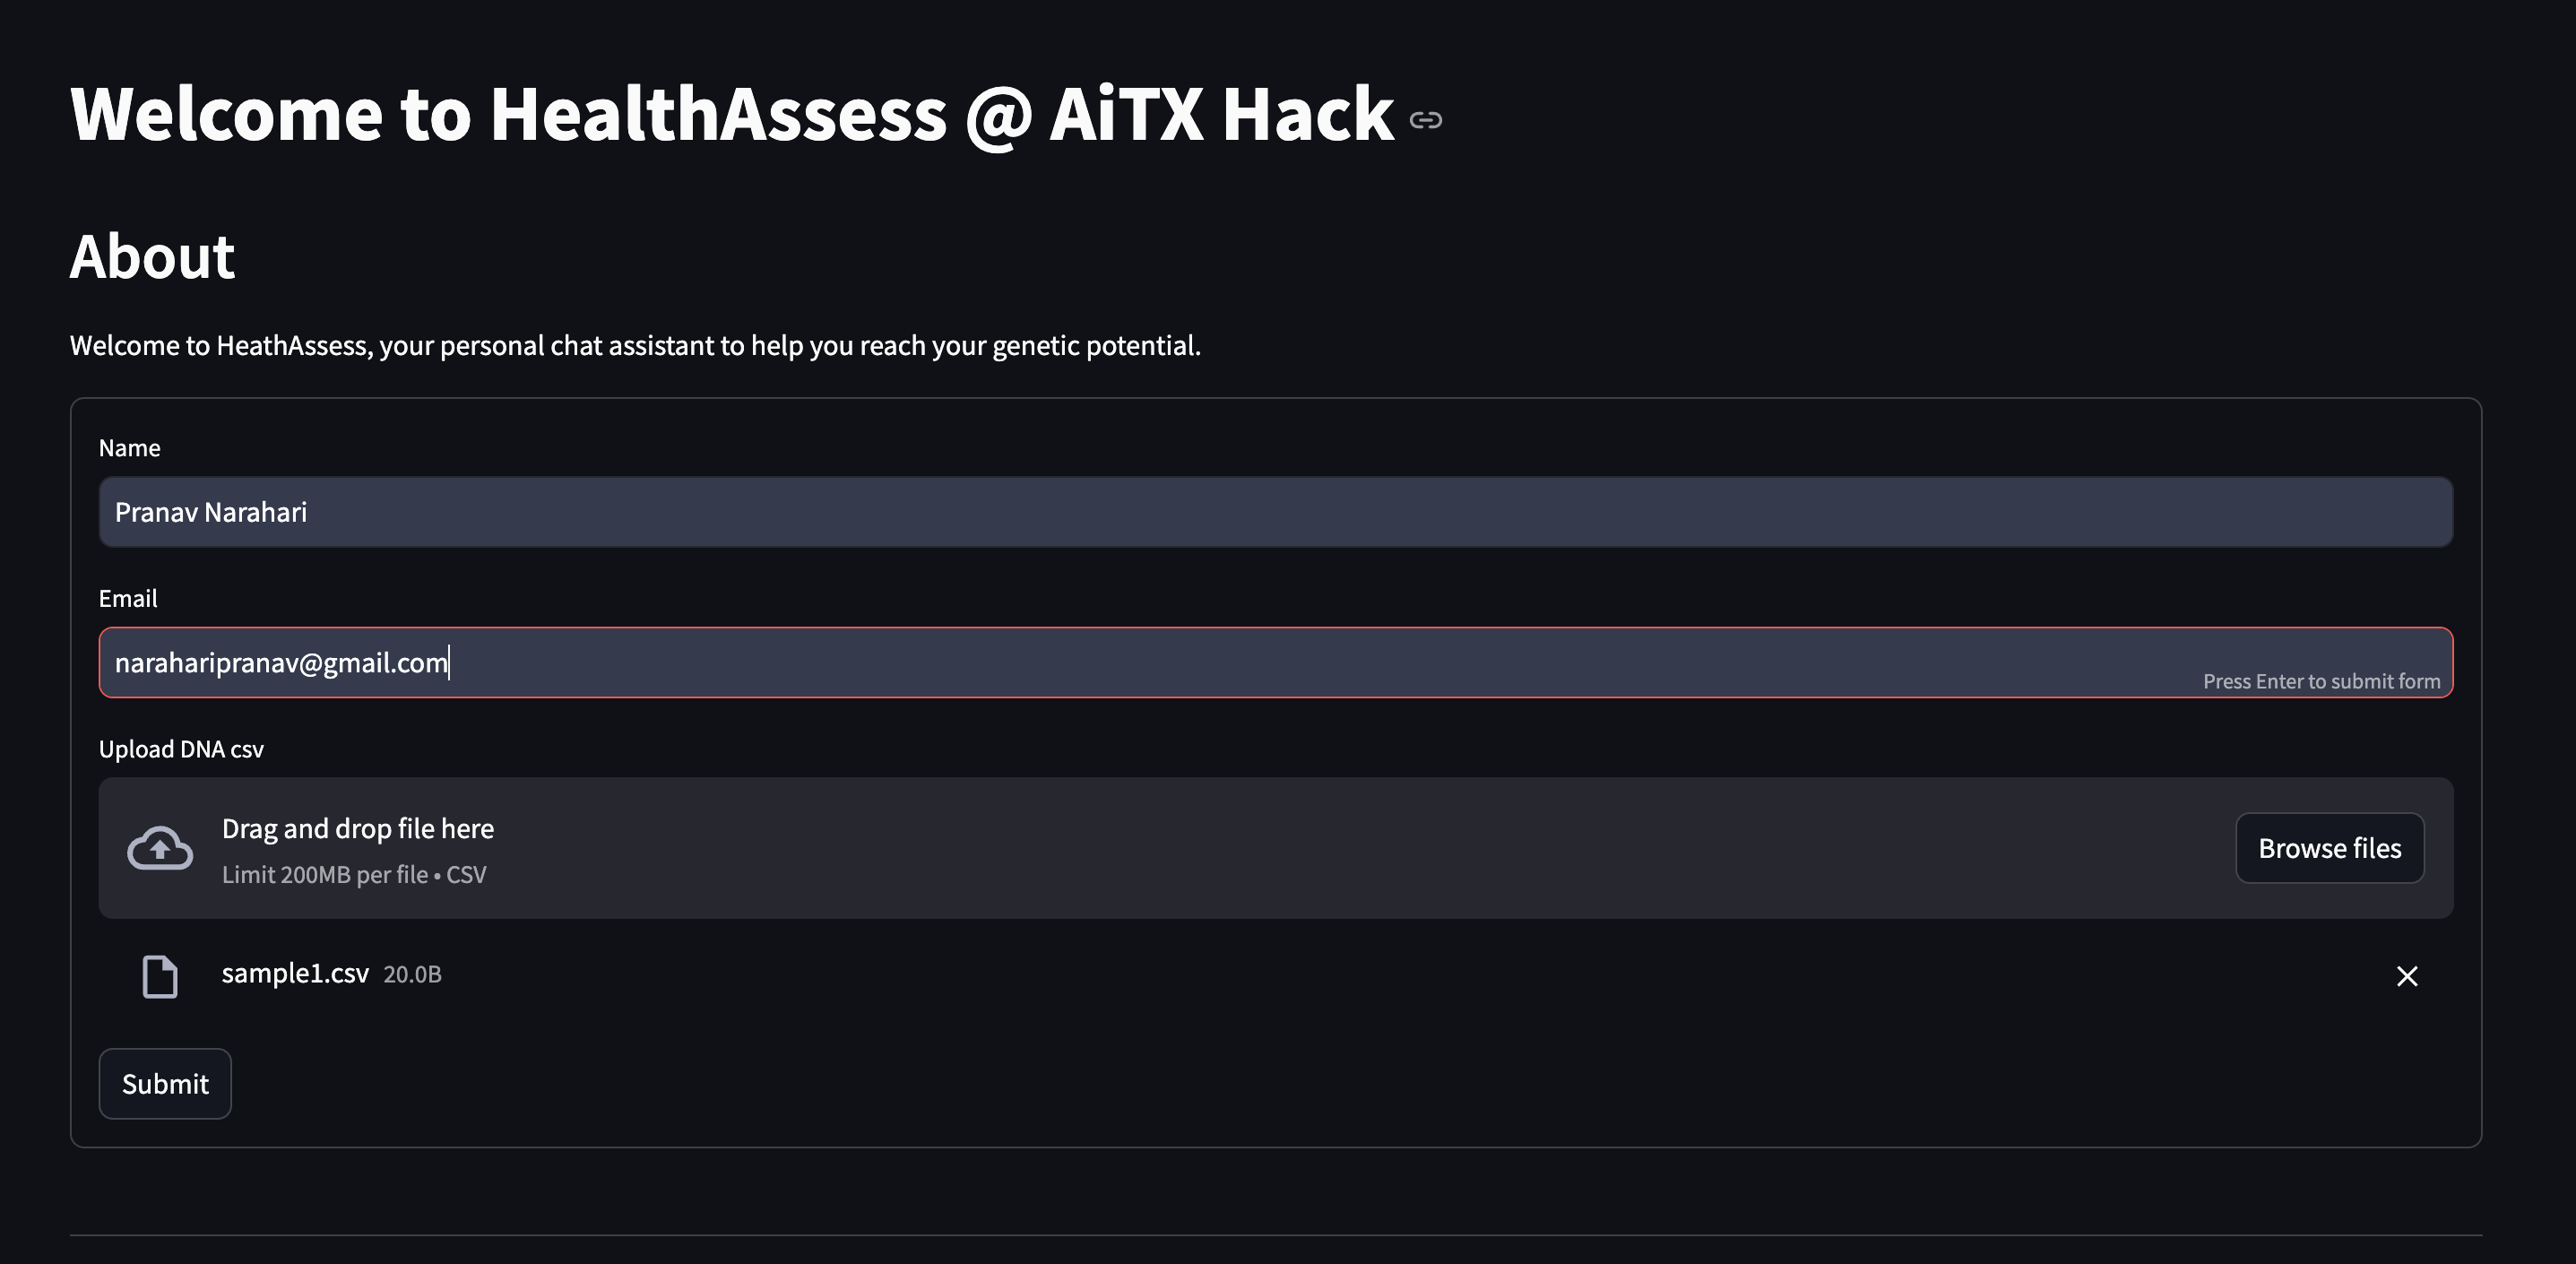 Welcome to HealthAssess @ AiTX Hack
About
Welcome to HeathAssess, your personal chat assistant to help you reach your genetic potential.
Name
Pranav Narahari
Email
naraharipranav@gmail.com
Press Enter to submit form
Upload DNA csv
Drag and drop file here
Limit 200MB per file • CSV
Browse files
sample1.csv 20.0B
Submit